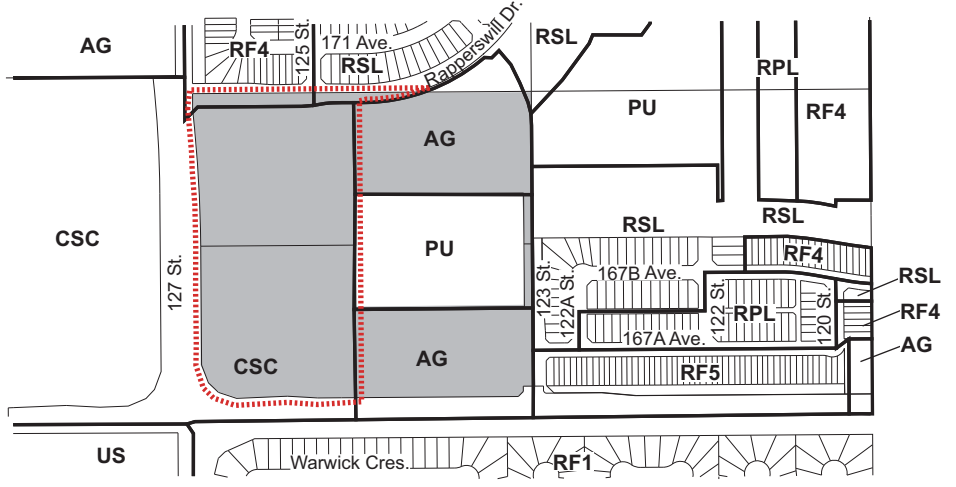 AG
RF4
125 St.
171 Ave.
RSL
Rapperswill Dr.
RSL
RPL
PU
RF4
AG
CSC
127 St.
PU
RSL
RSL
RF4
123 St.
122A St.
167B Ave.
122 St.
RPL
120 St.
RSL
RF4
167A Ave.
AG
CSC
AG
RF5
US
Warwick Cres.
RF1